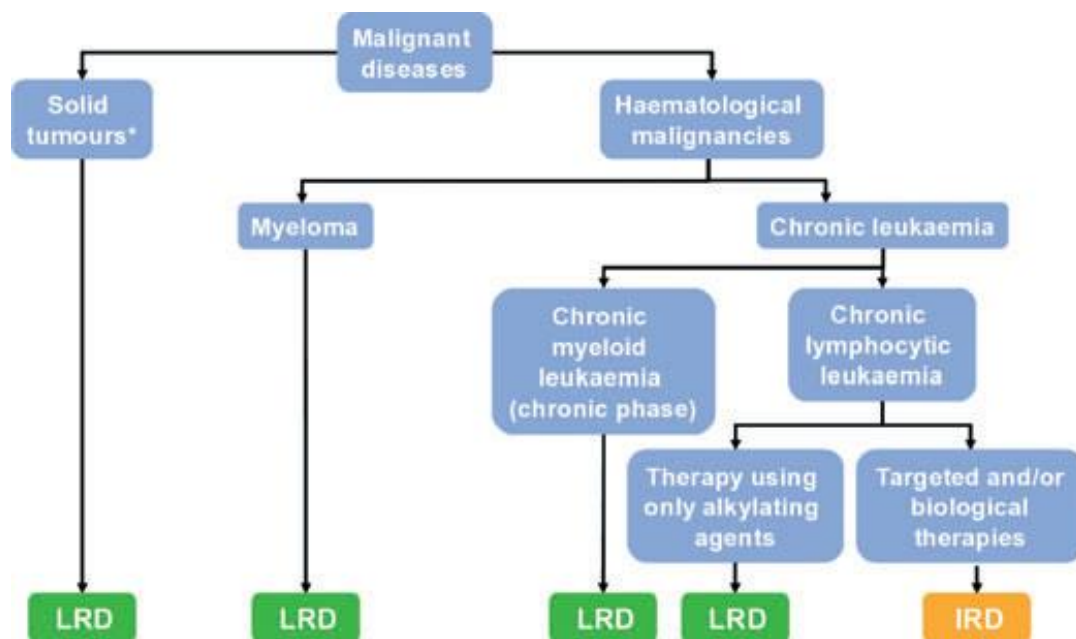 Malignant
diseases
Solid
tumours*
Haematological
malignancies
Myeloma
Chronic leukaemia
Chronic
myeloid
leukaemia
(chronic phase)
Chronic
lymphocytic
leukaemia
Therapy using
only alkylating
agents
Targeted and/or
biological
therapies
LRD
LRD
LRD
LRD
IRD